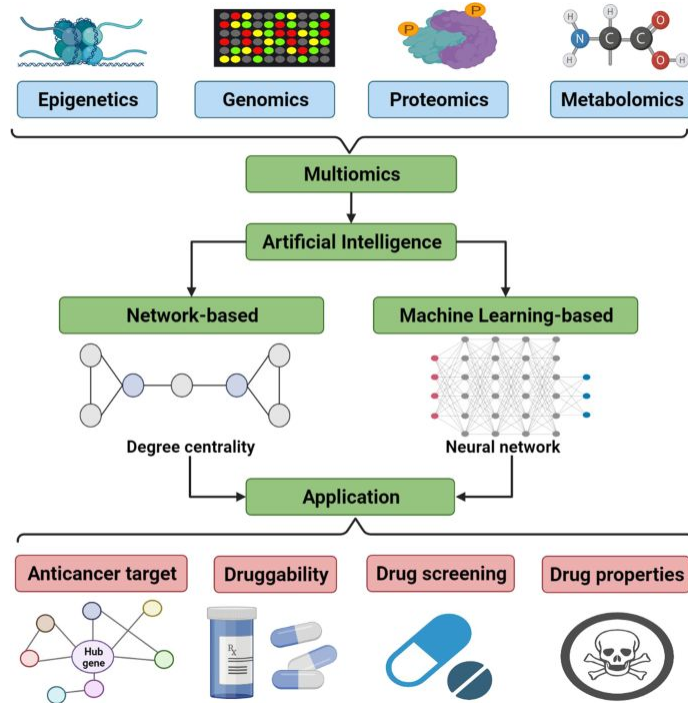 P
P
H
H
H
N
C
C
O
O
H
Epigenetics
Genomics
Proteomics
Metabolomics
Multiomics
Artificial Intelligence
Network-based
Machine Learning-based
Degree centrality
Neural network
Application
Anticancer target
Druggability
Drug screening
Drug properties
Hub
gene
Rx